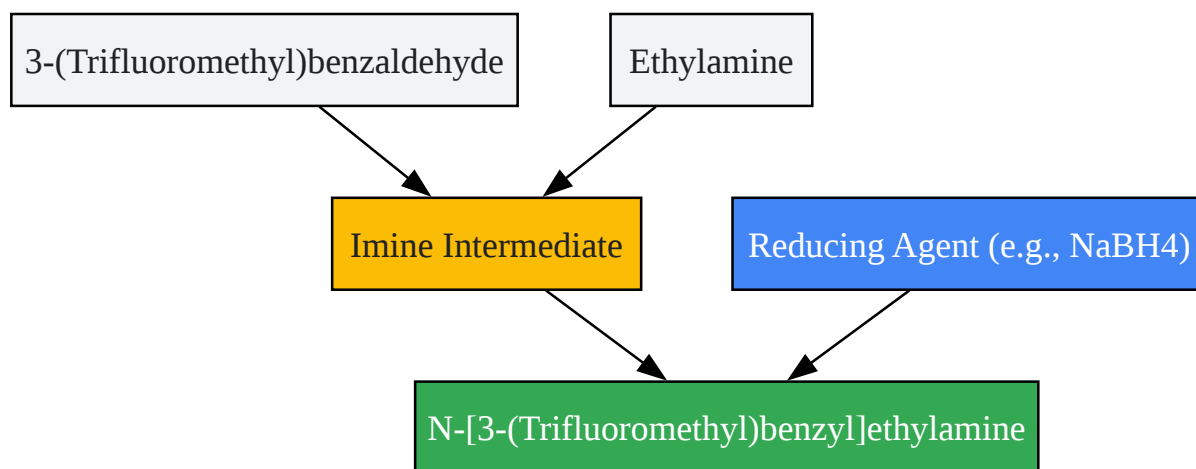 3-(Trifluoromethyl)benzaldehyde
Ethylamine
Imine Intermediate
Reducing Agent (e.g., NaBH4)
N-[3-(Trifluoromethyl)benzyl]ethylamine